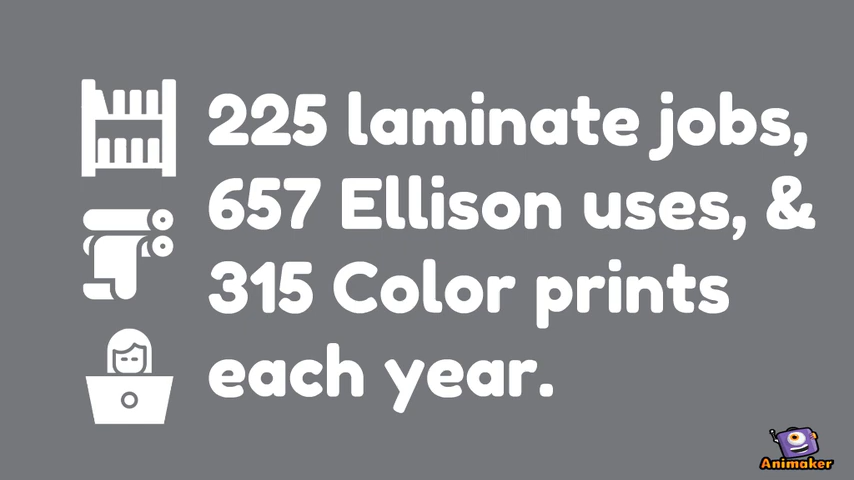 225 laminate jobs,
657 Ellison uses, &
315 Color prints
each year.
Animaker